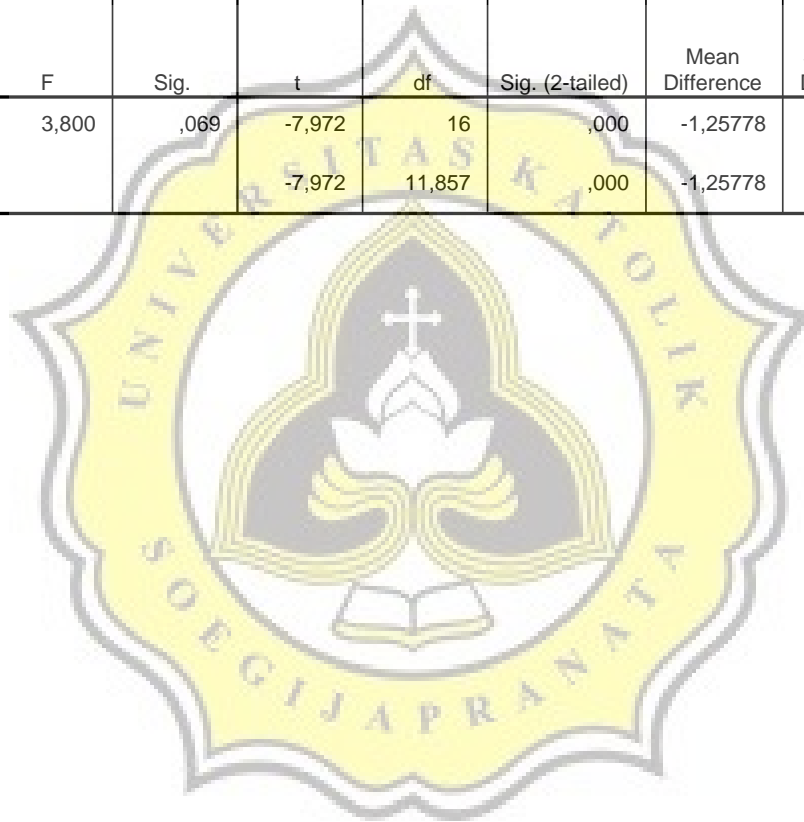 F Sig. t df Sig. (2-tailed) Mean Difference
3,800 ,069 -7,972 16 ,000 -1,25778
-7,972 11,857 ,000 -1,25778
UNIVERSITAS KATOLIK
SOEGIJAPRANATA